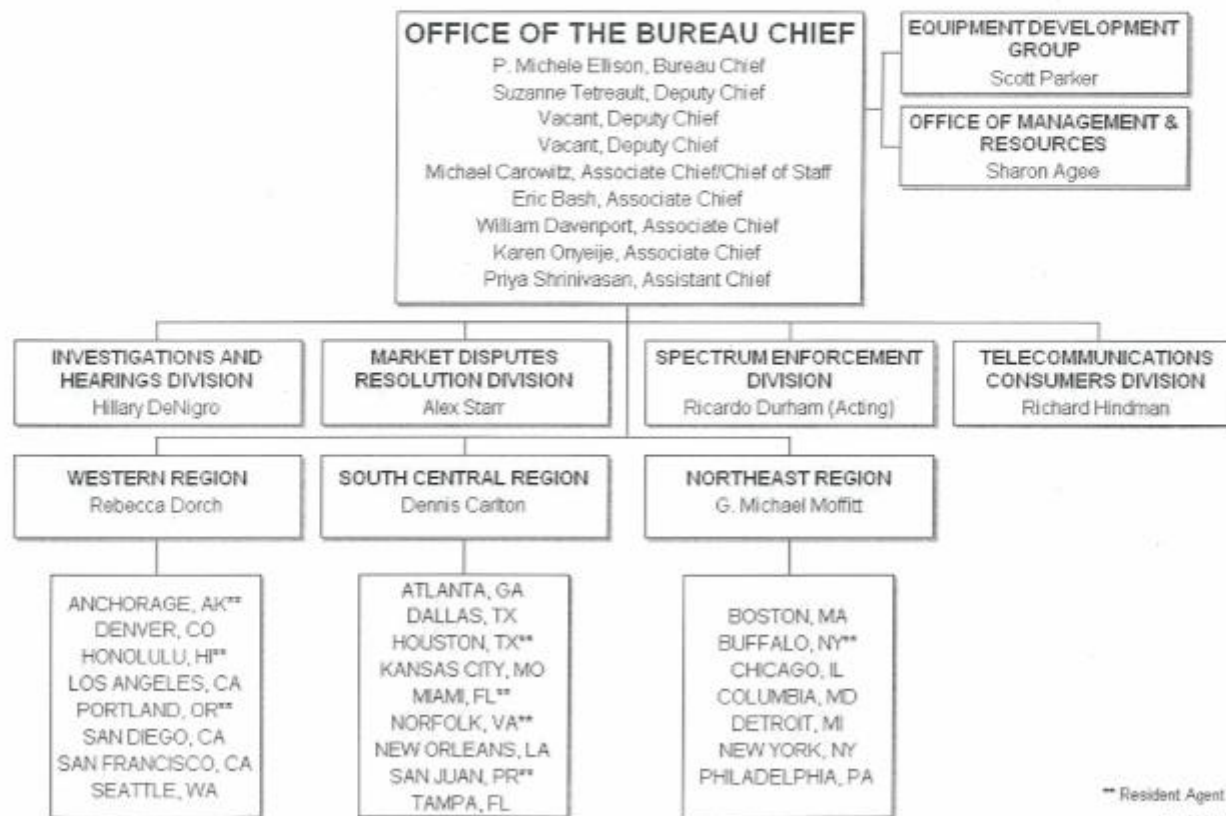 OFFICE OF THE BUREAU CHIEF
P. Michele Ellison, Bureau Chief
Suzanne Tetreault, Deputy Chief
Vacant, Deputy Chief
Vacant, Deputy Chief
Michael Carowitz, Associate Chief/Chief of Staff
Eric Bash, Associate Chief
William Davenport, Associate Chief
Karen Onyeije, Associate Chief
Priya Shrinivasan, Assistant Chief
EQUIPMENT DEVELOPMENT
GROUP
Scott Parker
OFFICE OF MANAGEMENT &
RESOURCES
Sharon Agee
INVESTIGATIONS AND
HEARINGS DIVISION
Hillary DeNigro
MARKET DISPUTES
RESOLUTION DIVISION
Alex Starr
SPECTRUM ENFORCEMENT
DIVISION
Ricardo Durham (Acting)
TELECOMMUNICATIONS
CONSUMERS DIVISION
Richard Hindman
WESTERN REGION
Rebecca Dorch
SOUTH CENTRAL REGION
Dennis Carlton
NORTHEAST REGION
G. Michael Moffitt
ANCHORAGE, AK**
DENVER, CO
HONOLULU, HI**
LOS ANGELES, CA
PORTLAND, OR**
SAN DIEGO, CA
SAN FRANCISCO, CA
SEATTLE, WA
ATLANTA, GA
DALLAS, TX
HOUSTON, TX**
KANSAS CITY, MO
MIAMI, FL**
NORFOLK, VA**
NEW ORLEANS, LA
SAN JUAN, PR**
TAMPA, FL
BOSTON, MA
BUFFALO, NY**
CHICAGO, IL
COLUMBIA, MD
DETROIT, MI
NEW YORK, NY
PHILADELPHIA, PA
** Resident Agent